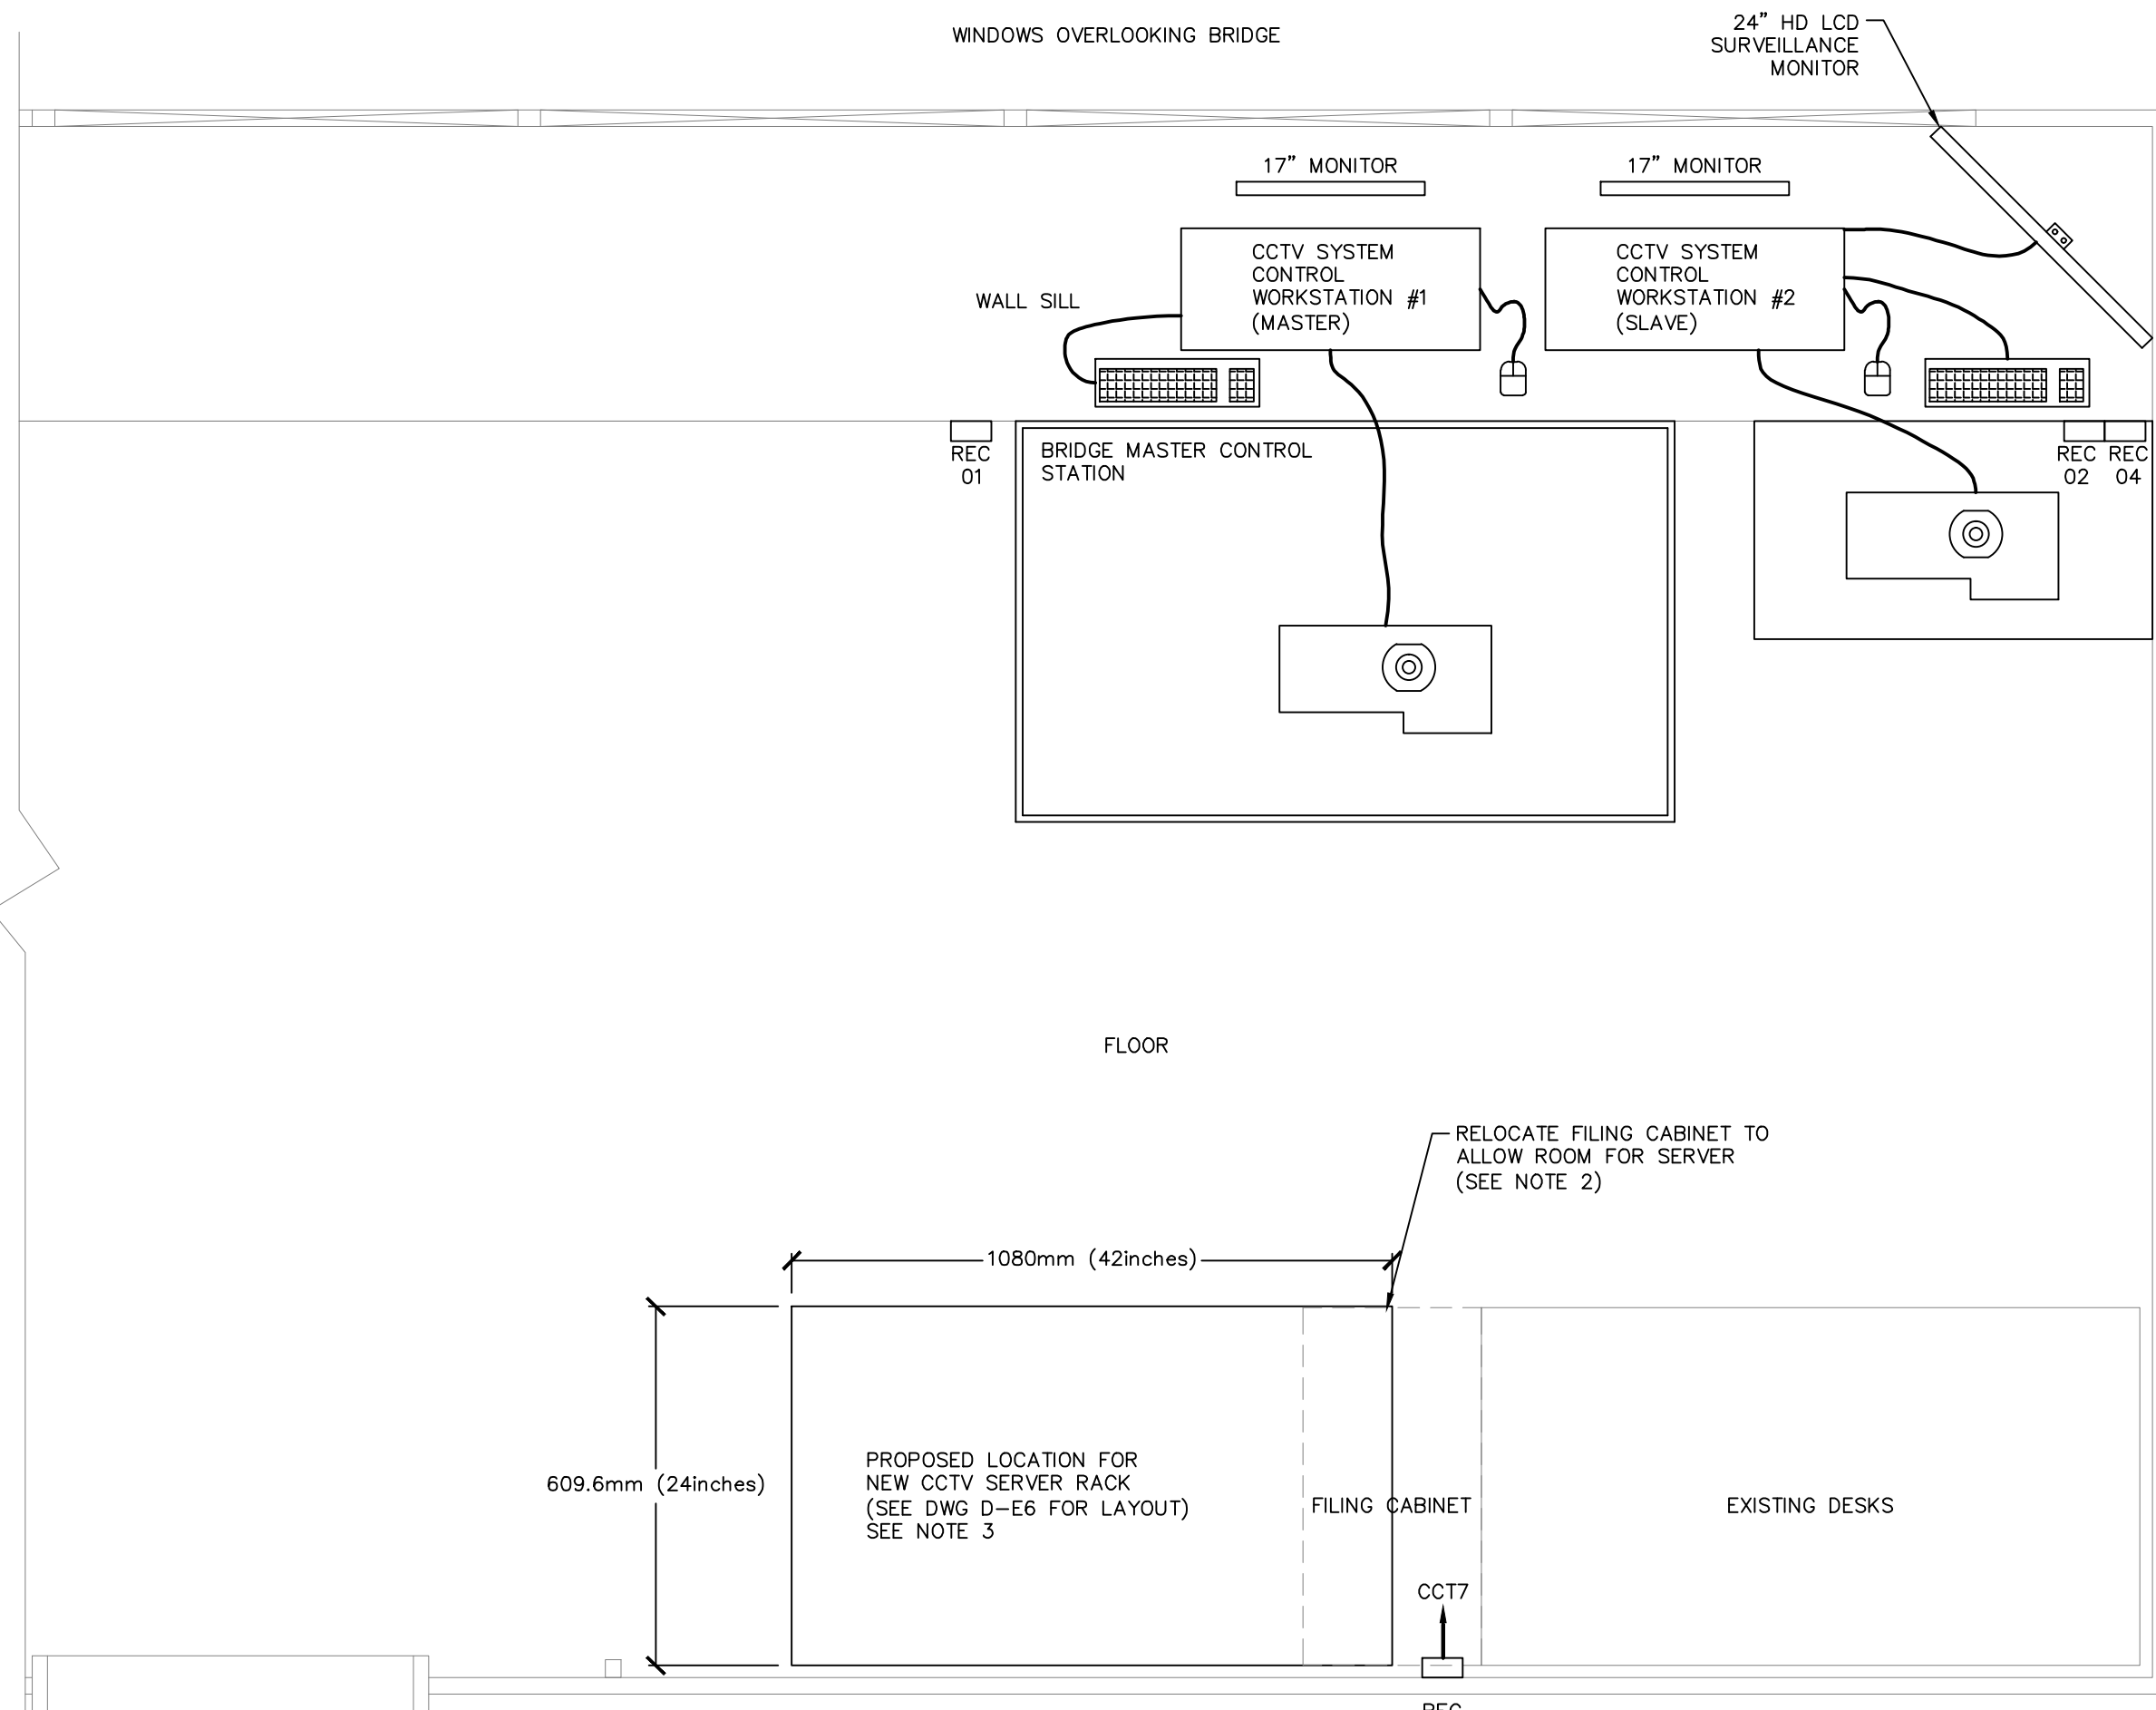 WINDOWS OVERLOOKING BRIDGE
24" HD LCD
SURVEILLANCE
MONITOR
17" MONITOR
17" MONITOR
CCTV SYSTEM
CONTROL
WORKSTATION #1
(MASTER)
CCTV SYSTEM
CONTROL
WORKSTATION #2
(SLAVE)
WALL SILL
REC
01
BRIDGE MASTER CONTROL
STATION
REC
02
REC
04
FLOOR
RELOCATE FILING CABINET TO
ALLOW ROOM FOR SERVER
(SEE NOTE 2)
1080mm (42inches)
609.6mm (24inches)
PROPOSED LOCATION FOR
NEW CCTV SERVER RACK
(SEE DWG D-E6 FOR LAYOUT)
SEE NOTE 3
FILING CABINET
EXISTING DESKS
CCT7